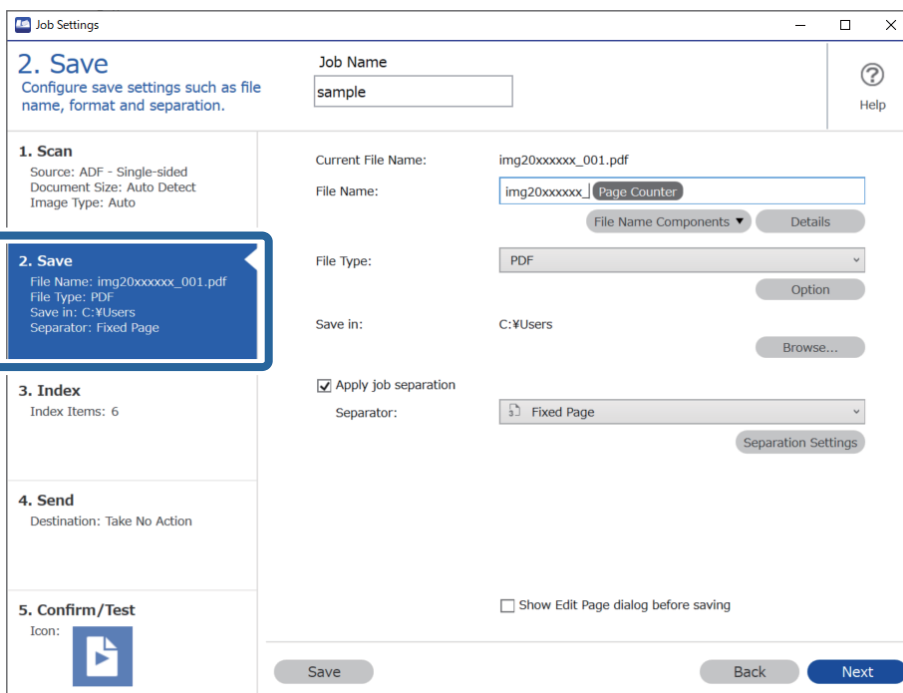 Job Settings
2. Save
Configure save settings such as file
name, format and separation.
Job Name
sample
Help
1. Scan
Source: ADF - Single-sided
Document Size: Auto Detect
Image Type: Auto
2. Save
File Name: img20xxxxxx_001.pdf
File Type: PDF
Save in: C:¥Users
Separator: Fixed Page
3. Index
Index Items: 6
4. Send
Destination: Take No Action
5. Confirm/Test
Icon:
Current File Name: img20xxxxxx_001.pdf
File Name: img20xxxxxx_ Page Counter
File Name Components ▼ Details
File Type: PDF
Option
Save in: C:¥Users
Browse...
Apply job separation
Separator: Fixed Page
Separation Settings
Show Edit Page dialog before saving
Save Back Next